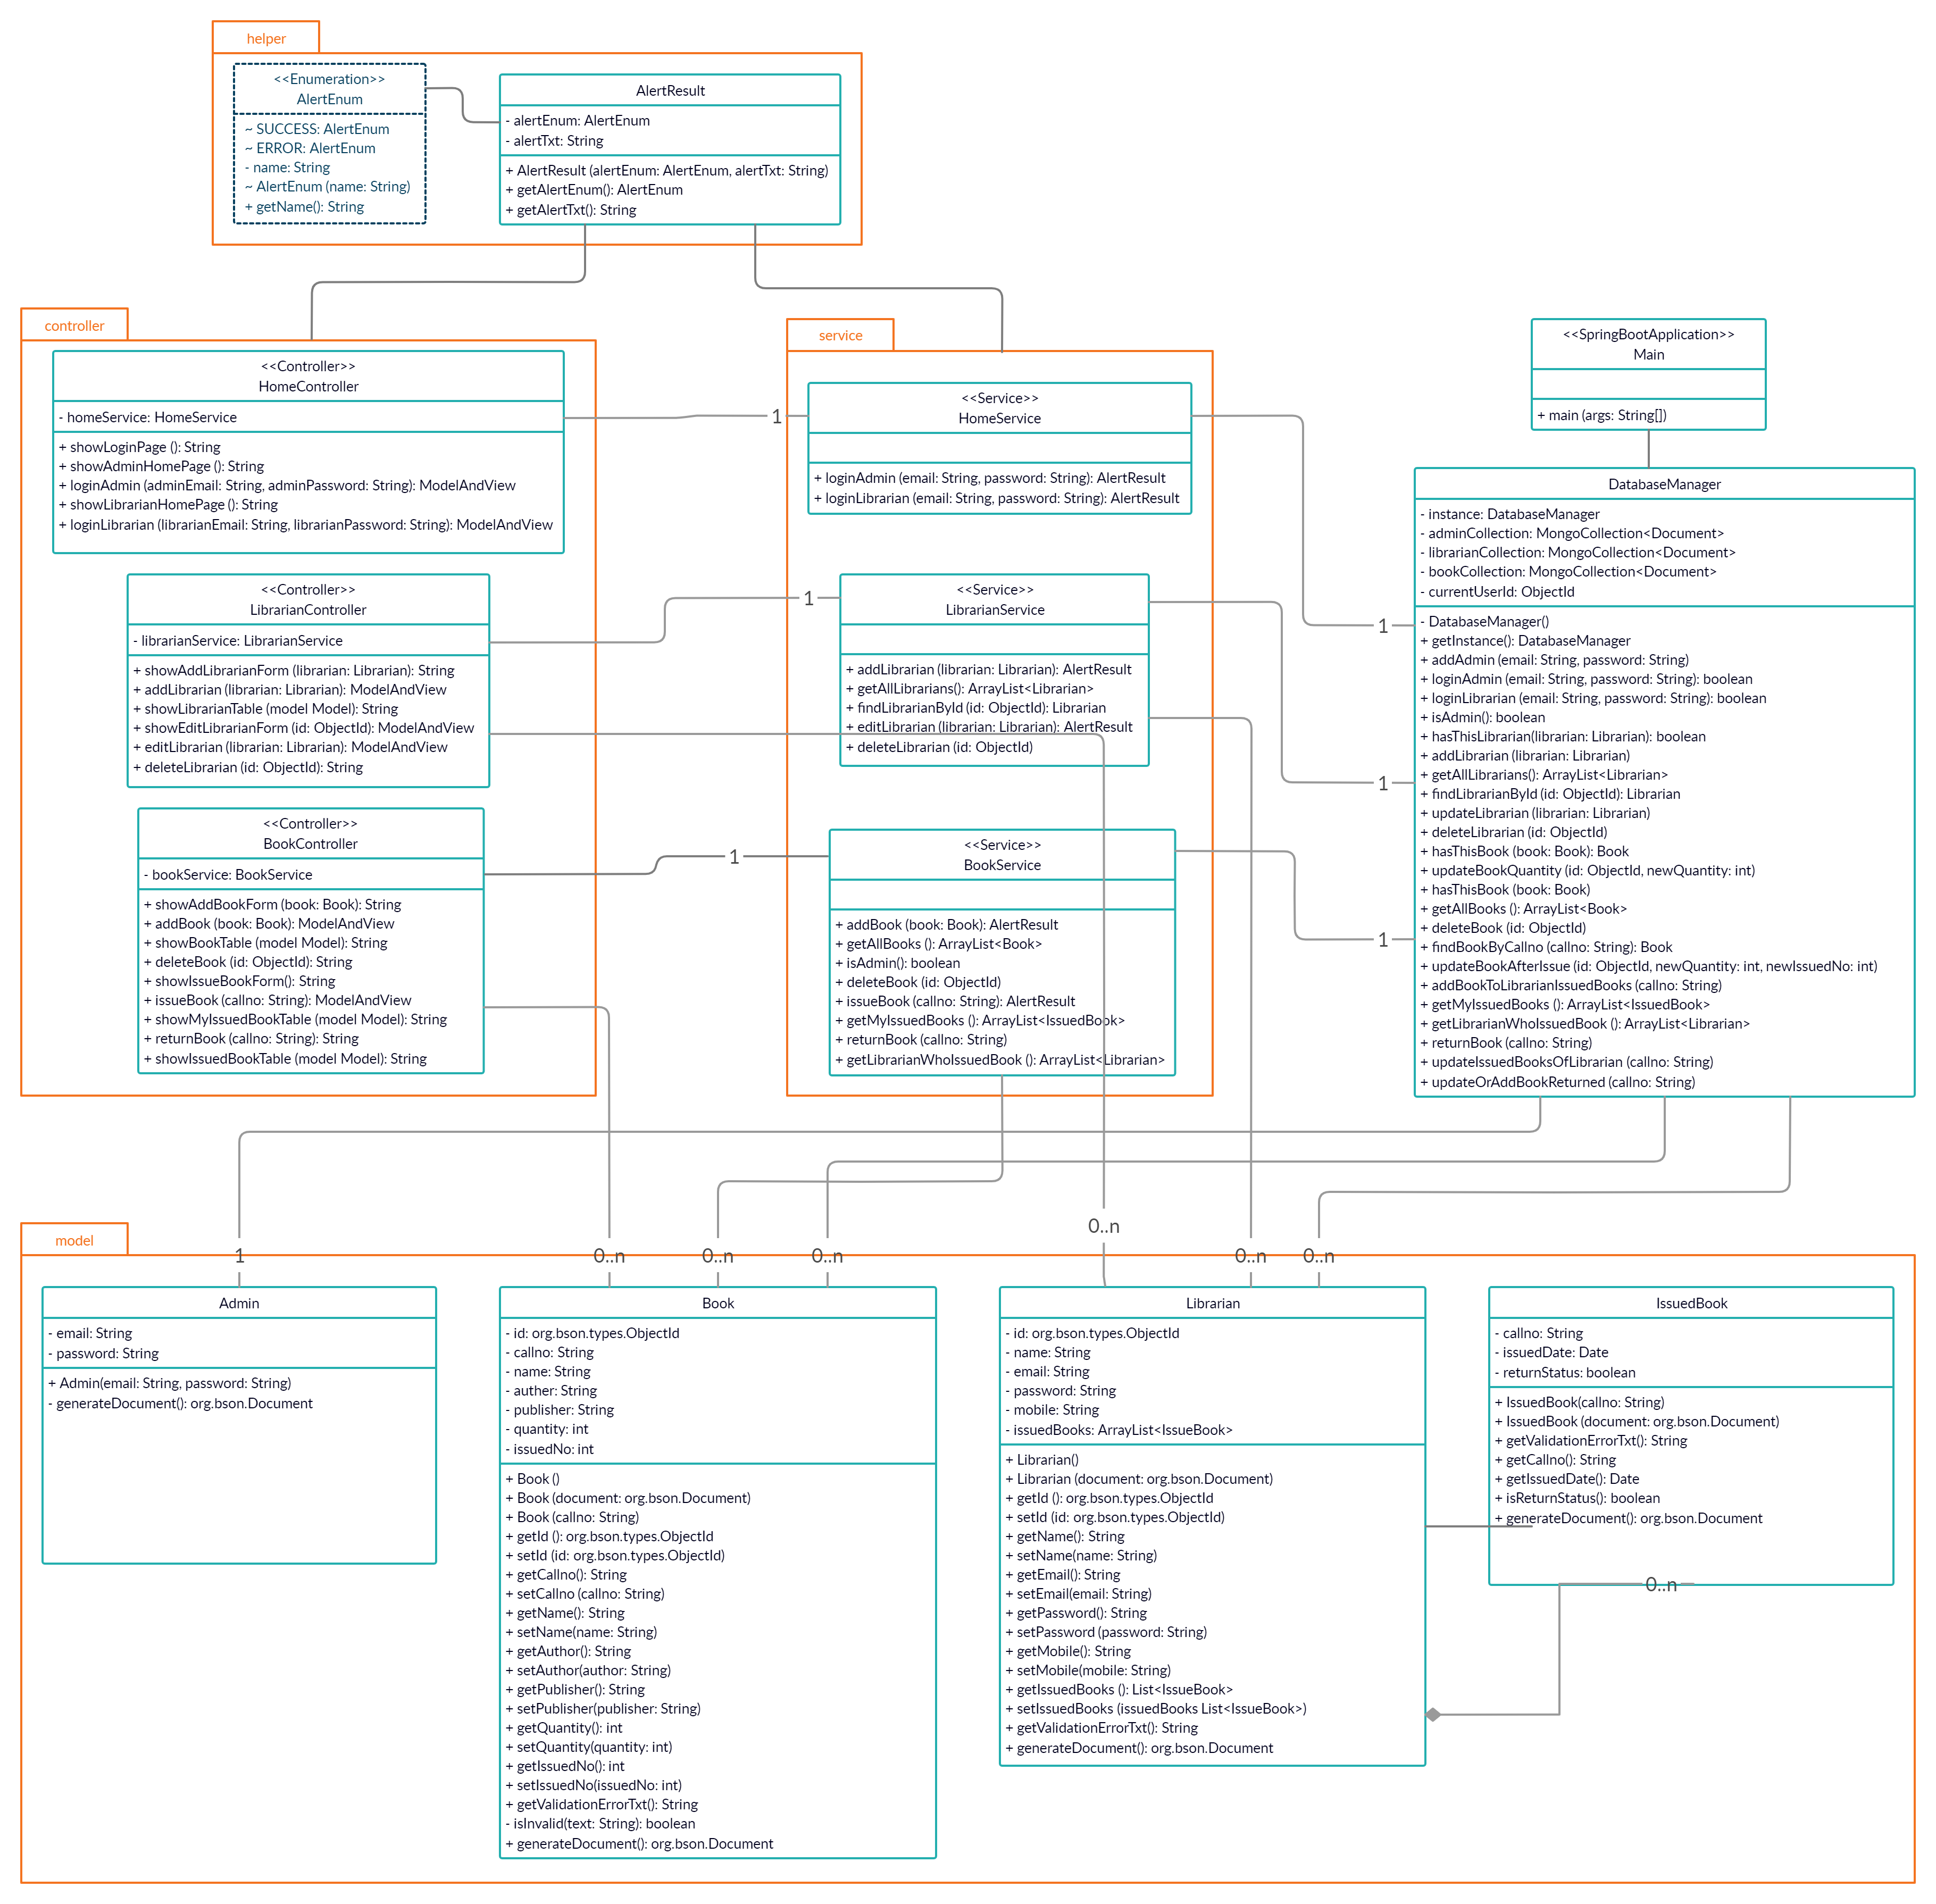 helper
<<Enumeration>>
AlertEnum
~ SUCCESS: AlertEnum
~ ERROR: AlertEnum
- name: String
~ AlertEnum (name: String)
+ getName(): String
AlertResult
- alertEnum: AlertEnum
- alertTxt: String
+ AlertResult (alertEnum: AlertEnum, alertTxt: String)
+ getAlertEnum(): AlertEnum
+ getAlertTxt(): String
controller
<<Controller>>
HomeController
- homeService: HomeService
+ showLoginPage (): String
+ showAdminHomePage (): String
+ loginAdmin (adminEmail: String, adminPassword: String): ModelAndView
+ showLibrarianHomePage (): String
+ loginLibrarian (librarianEmail: String, librarianPassword: String): ModelAndView
<<Controller>>
LibrarianController
- librarianService: LibrarianService
+ showAddLibrarianForm (librarian: Librarian): String
+ addLibrarian (librarian: Librarian): ModelAndView
+ showLibrarianTable (model Model): String
+ showEditLibrarianForm (id: ObjectId): ModelAndView
+ editLibrarian (librarian: Librarian): ModelAndView
+ deleteLibrarian (id: ObjectId): String
<<Controller>>
BookController
- bookService: BookService
+ showAddBookForm (book: Book): String
+ addBook (book: Book): ModelAndView
+ showBookTable (model Model): String
+ deleteBook (id: ObjectId): String
+ showIssueBookForm(): String
+ issueBook (callno: String): ModelAndView
+ showMyIssuedBookTable (model Model): String
+ returnBook (callno: String): String
+ showIssuedBookTable (model Model): String
1
1
1
service
<<Service>>
HomeService
+ loginAdmin (email: String, password: String): AlertResult
+ loginLibrarian (email: String, password: String): AlertResult
<<Service>>
LibrarianService
+ addLibrarian (librarian: Librarian): AlertResult
+ getAllLibrarians(): ArrayList<Librarian>
+ findLibrarianById (id: ObjectId): Librarian
+ editLibrarian (librarian: Librarian): AlertResult
+ deleteLibrarian (id: ObjectId)
<<Service>>
BookService
+ addBook (book: Book): AlertResult
+ getAllBooks (): ArrayList<Book>
+ isAdmin(): boolean
+ deleteBook (id: ObjectId)
+ issueBook (callno: String): AlertResult
+ getMyIssuedBooks (): ArrayList<IssuedBook>
+ returnBook (callno: String)
+ getLibrarianWhoIssuedBook (): ArrayList<Librarian>
1
1
1
<<SpringBootApplication>>
Main
+ main (args: String[])
DatabaseManager
- instance: DatabaseManager
- adminCollection: MongoCollection<Document>
- librarianCollection: MongoCollection<Document>
- bookCollection: MongoCollection<Document>
- currentUserId: ObjectId
- DatabaseManager()
+ getInstance(): DatabaseManager
+ addAdmin (email: String, password: String)
+ loginAdmin (email: String, password: String): boolean
+ loginLibrarian (email: String, password: String): boolean
+ isAdmin(): boolean
+ hasThisLibrarian(librarian: Librarian): boolean
+ addLibrarian (librarian: Librarian)
+ getAllLibrarians(): ArrayList<Librarian>
+ findLibrarianById (id: ObjectId): Librarian
+ updateLibrarian (librarian: Librarian)
+ deleteLibrarian (id: ObjectId)
+ hasThisBook (book: Book): Book
+ updateBookQuantity (id: ObjectId, newQuantity: int)
+ hasThisBook (book: Book)
+ getAllBooks (): ArrayList<Book>
+ deleteBook (id: ObjectId)
+ findBookByCallno (callno: String): Book
+ updateBookAfterIssue (id: ObjectId, newQuantity: int, newIssuedNo: int)
+ addBookToLibrarianIssuedBooks (callno: String)
+ getMyIssuedBooks (): ArrayList<IssuedBook>
+ getLibrarianWhoIssuedBook (): ArrayList<Librarian>
+ returnBook (callno: String)
+ updateIssuedBooksOfLibrarian (callno: String)
+ updateOrAddBookReturned (callno: String)
model
1
0..n
0..n
0..n
0..n
0..n
0..n
Admin
- email: String
- password: String
+ Admin(email: String, password: String)
- generateDocument(): org.bson.Document
Book
- id: org.bson.types.ObjectId
- callno: String
- name: String
- auther: String
- publisher: String
- quantity: int
- issuedNo: int
+ Book ()
+ Book (document: org.bson.Document)
+ Book (callno: String)
+ getId (): org.bson.types.ObjectId
+ setId (id: org.bson.types.ObjectId)
+ getCallno(): String
+ setCallno (callno: String)
+ getName(): String
+ setName(name: String)
+ getAuthor(): String
+ setAuthor(author: String)
+ getPublisher(): String
+ setPublisher(publisher: String)
+ getQuantity(): int
+ setQuantity(quantity: int)
+ getIssuedNo(): int
+ setIssuedNo(issuedNo: int)
+ getValidationErrorTxt(): String
- isInvalid(text: String): boolean
+ generateDocument(): org.bson.Document
Librarian
- id: org.bson.types.ObjectId
- name: String
- email: String
- password: String
- mobile: String
- issuedBooks: ArrayList<IssueBook>
+ Librarian()
+ Librarian (document: org.bson.Document)
+ getId (): org.bson.types.ObjectId
+ setId (id: org.bson.types.ObjectId)
+ getName(): String
+ setName(name: String)
+ getEmail(): String
+ setEmail(email: String)
+ getPassword(): String
+ setPassword (password: String)
+ getMobile(): String
+ setMobile(mobile: String)
+ getIssuedBooks (): List<IssueBook>
+ setIssuedBooks (issuedBooks List<IssueBook>)
+ getValidationErrorTxt(): String
+ generateDocument(): org.bson.Document
IssuedBook
- callno: String
- issuedDate: Date
- returnStatus: boolean
+ IssuedBook(callno: String)
+ IssuedBook (document: org.bson.Document)
+ getValidationErrorTxt(): String
+ getCallno(): String
+ getIssuedDate(): Date
+ isReturnStatus(): boolean
+ generateDocument(): org.bson.Document
0..n